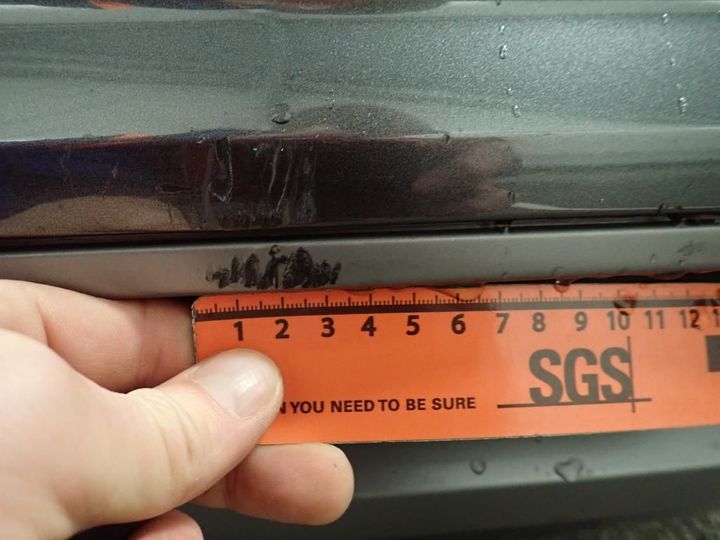 1 2 3 4 5 6 7 8 9 10 11 12
YOU NEED TO BE SURE
SGS